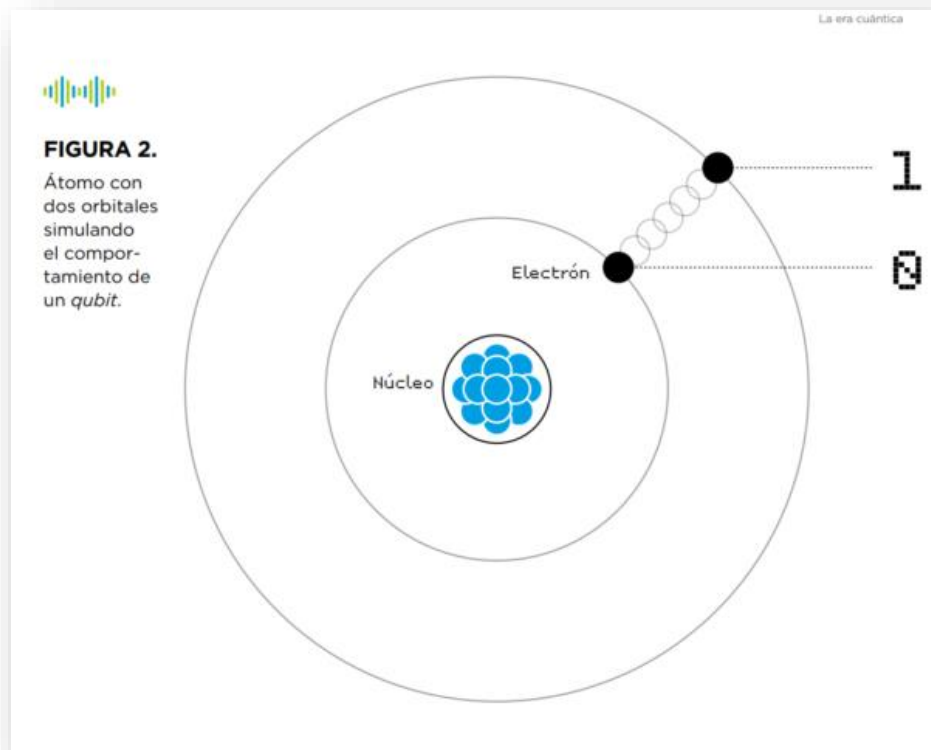 La era cuántica
FIGURA 2.
Átomo con
dos orbitales
simulando
el compor-
tamiento de
un qubit.
1
Electrón
0
Núcleo